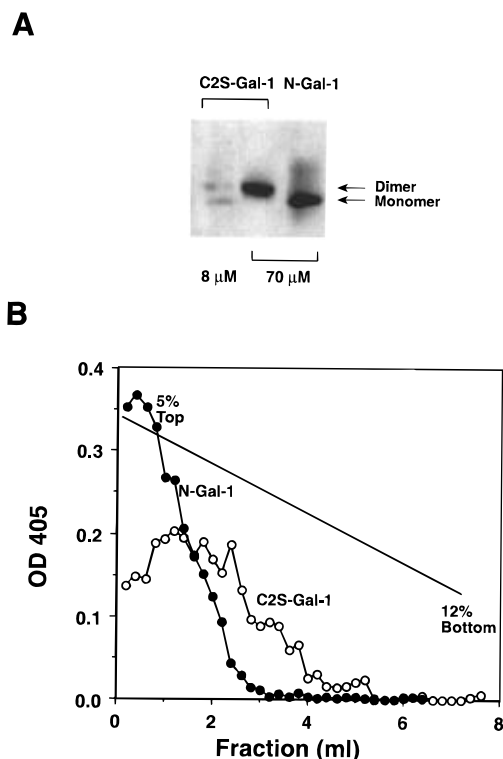 A
C2S-Gal-1 N-Gal-1
Dimer
Monomer
8 μM 70 μM
B
0.4
0.3
0.2
0.1
0.0
OD 405
5%
Top
N-Gal-1
C2S-Gal-1
12%
Bottom
0 2 4 6 8
Fraction (ml)